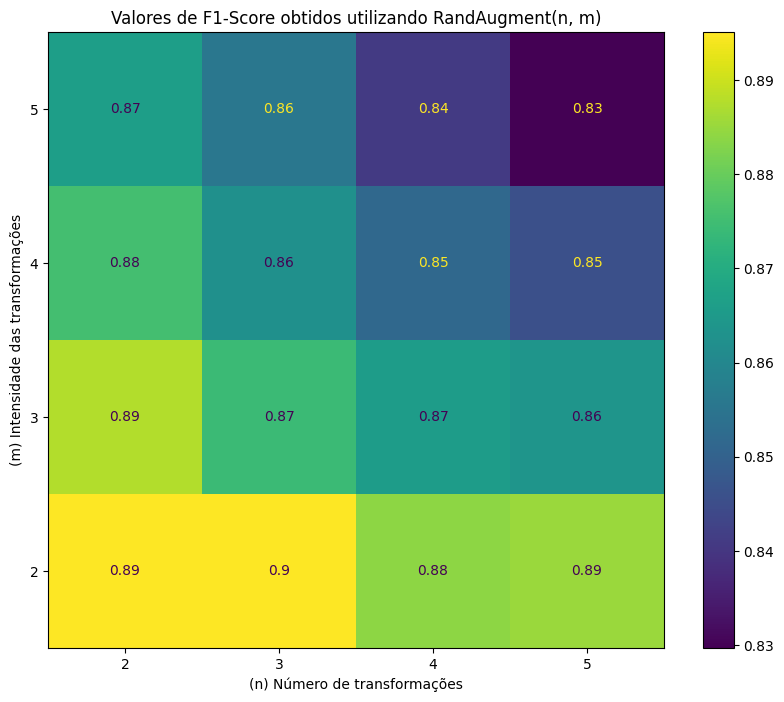 Valores de F1-Score obtidos utilizando RandAugment(n, m)
(m) Intensidade das transformações
5
0.87 0.86 0.84 0.83
4
0.88 0.86 0.85 0.85
3
0.89 0.87 0.87 0.86
2
0.89 0.9 0.88 0.89
2 3 4 5
(n) Número de transformações
0.89
0.88
0.87
0.86
0.85
0.84
0.83